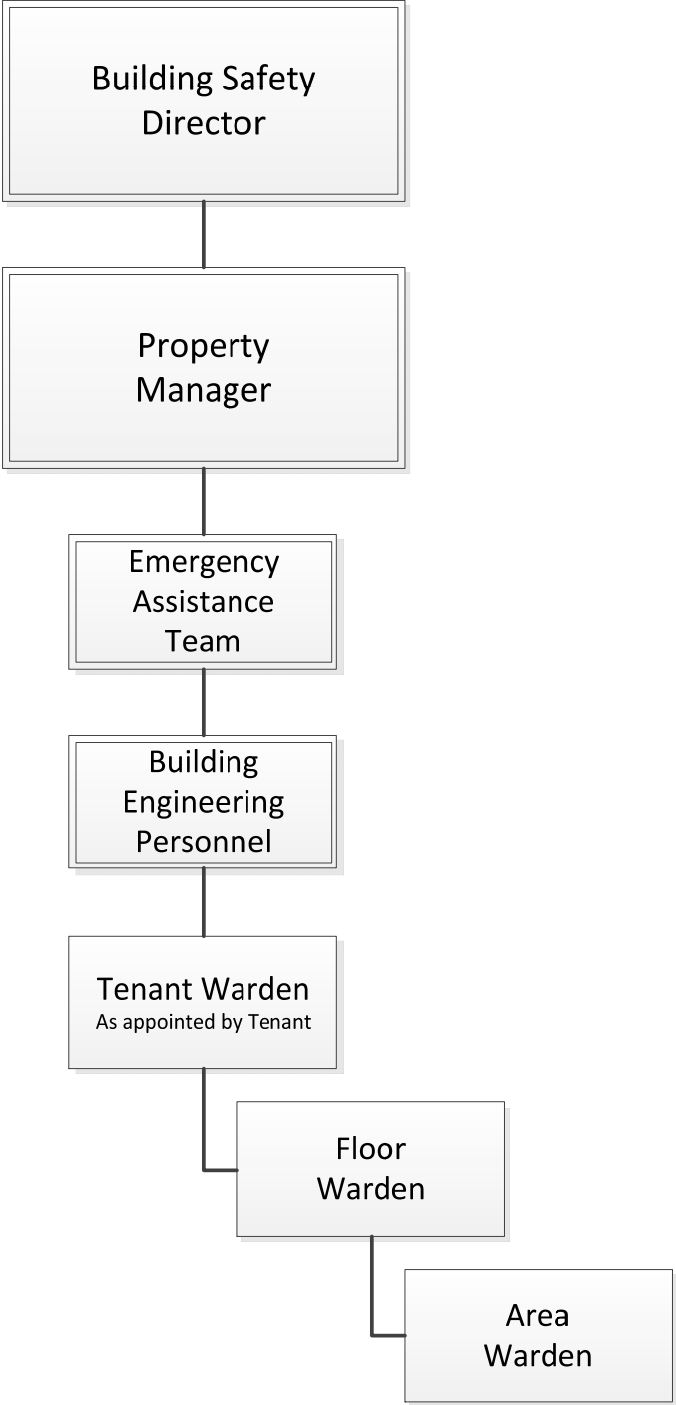 Building Safety
Director
Property
Manager
Emergency
Assistance
Team
Building
Engineering
Personnel
Tenant Warden
As appointed by Tenant
Floor
Warden
Area
Warden